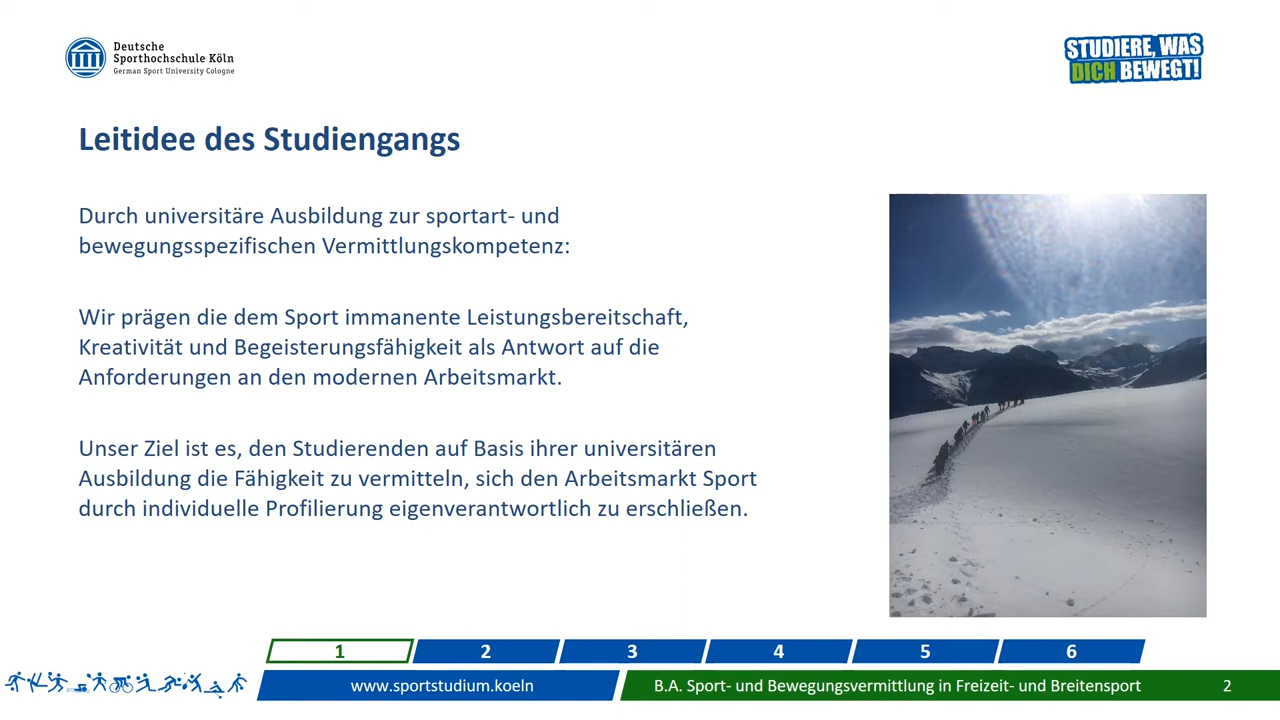 Deutsche
Sporthochschule Köln
German Sport University Cologne
STUDIERE, WAS
DICH BEWEGT!
Leitidee des Studiengangs
Durch universitäre Ausbildung zur sportart- und
bewegungsspezifischen Vermittlungskompetenz:
Wir prägen die dem Sport immanente Leistungsbereitschaft,
Kreativität und Begeisterungsfähigkeit als Antwort auf die
Anforderungen an den modernen Arbeitsmarkt.
Unser Ziel ist es, den Studierenden auf Basis ihrer universitären
Ausbildung die Fähigkeit zu vermitteln, sich den Arbeitsmarkt Sport
durch individuelle Profilierung eigenverantwortlich zu erschließen.
1 2 3 4 5 6
www.sportstudium.koeln B.A. Sport- und Bewegungsvermittlung in Freizeit- und Breitensport 2